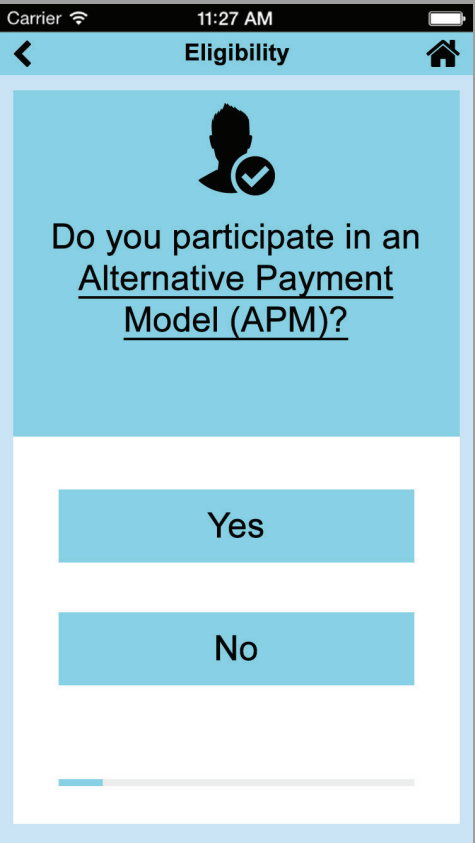 Carrier 11:27 AM
Eligibility
Do you participate in an
Alternative Payment
Model (APM)?
Yes
No